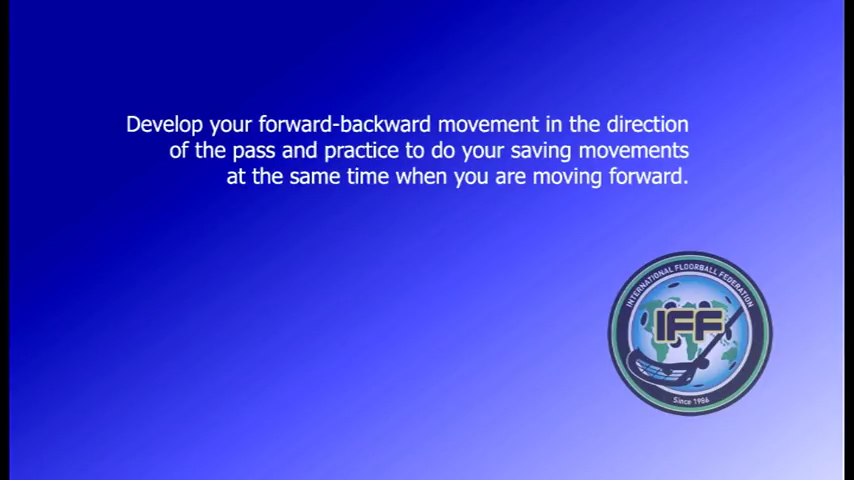 Develop your forward-backward movement in the direction
of the pass and practice to do your saving movements
at the same time when you are moving forward.
INTERNATIONAL FLOORBALL FEDERATION
IFF
Since 1986